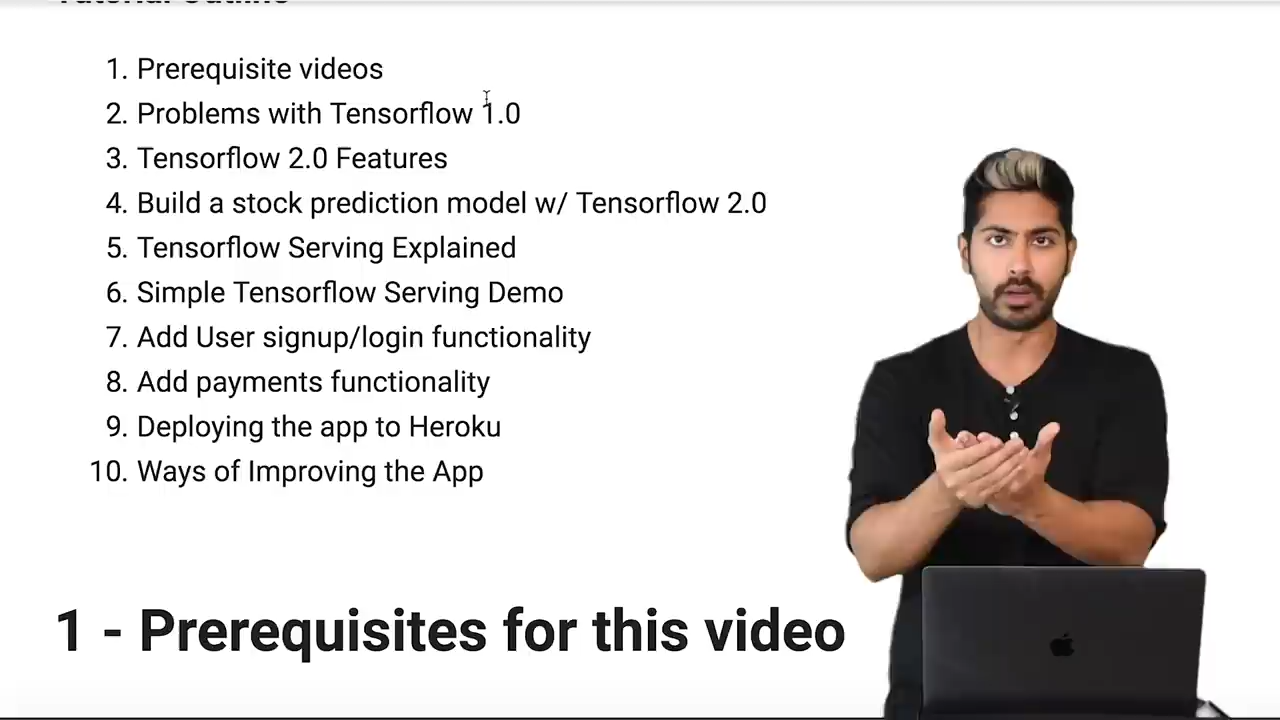 Tutorial Outline
1. Prerequisite videos
2. Problems with Tensorflow 1.0
3. Tensorflow 2.0 Features
4. Build a stock prediction model w/ Tensorflow 2.0
5. Tensorflow Serving Explained
6. Simple Tensorflow Serving Demo
7. Add User signup/login functionality
8. Add payments functionality
9. Deploying the app to Heroku
10. Ways of Improving the App
1 - Prerequisites for this video